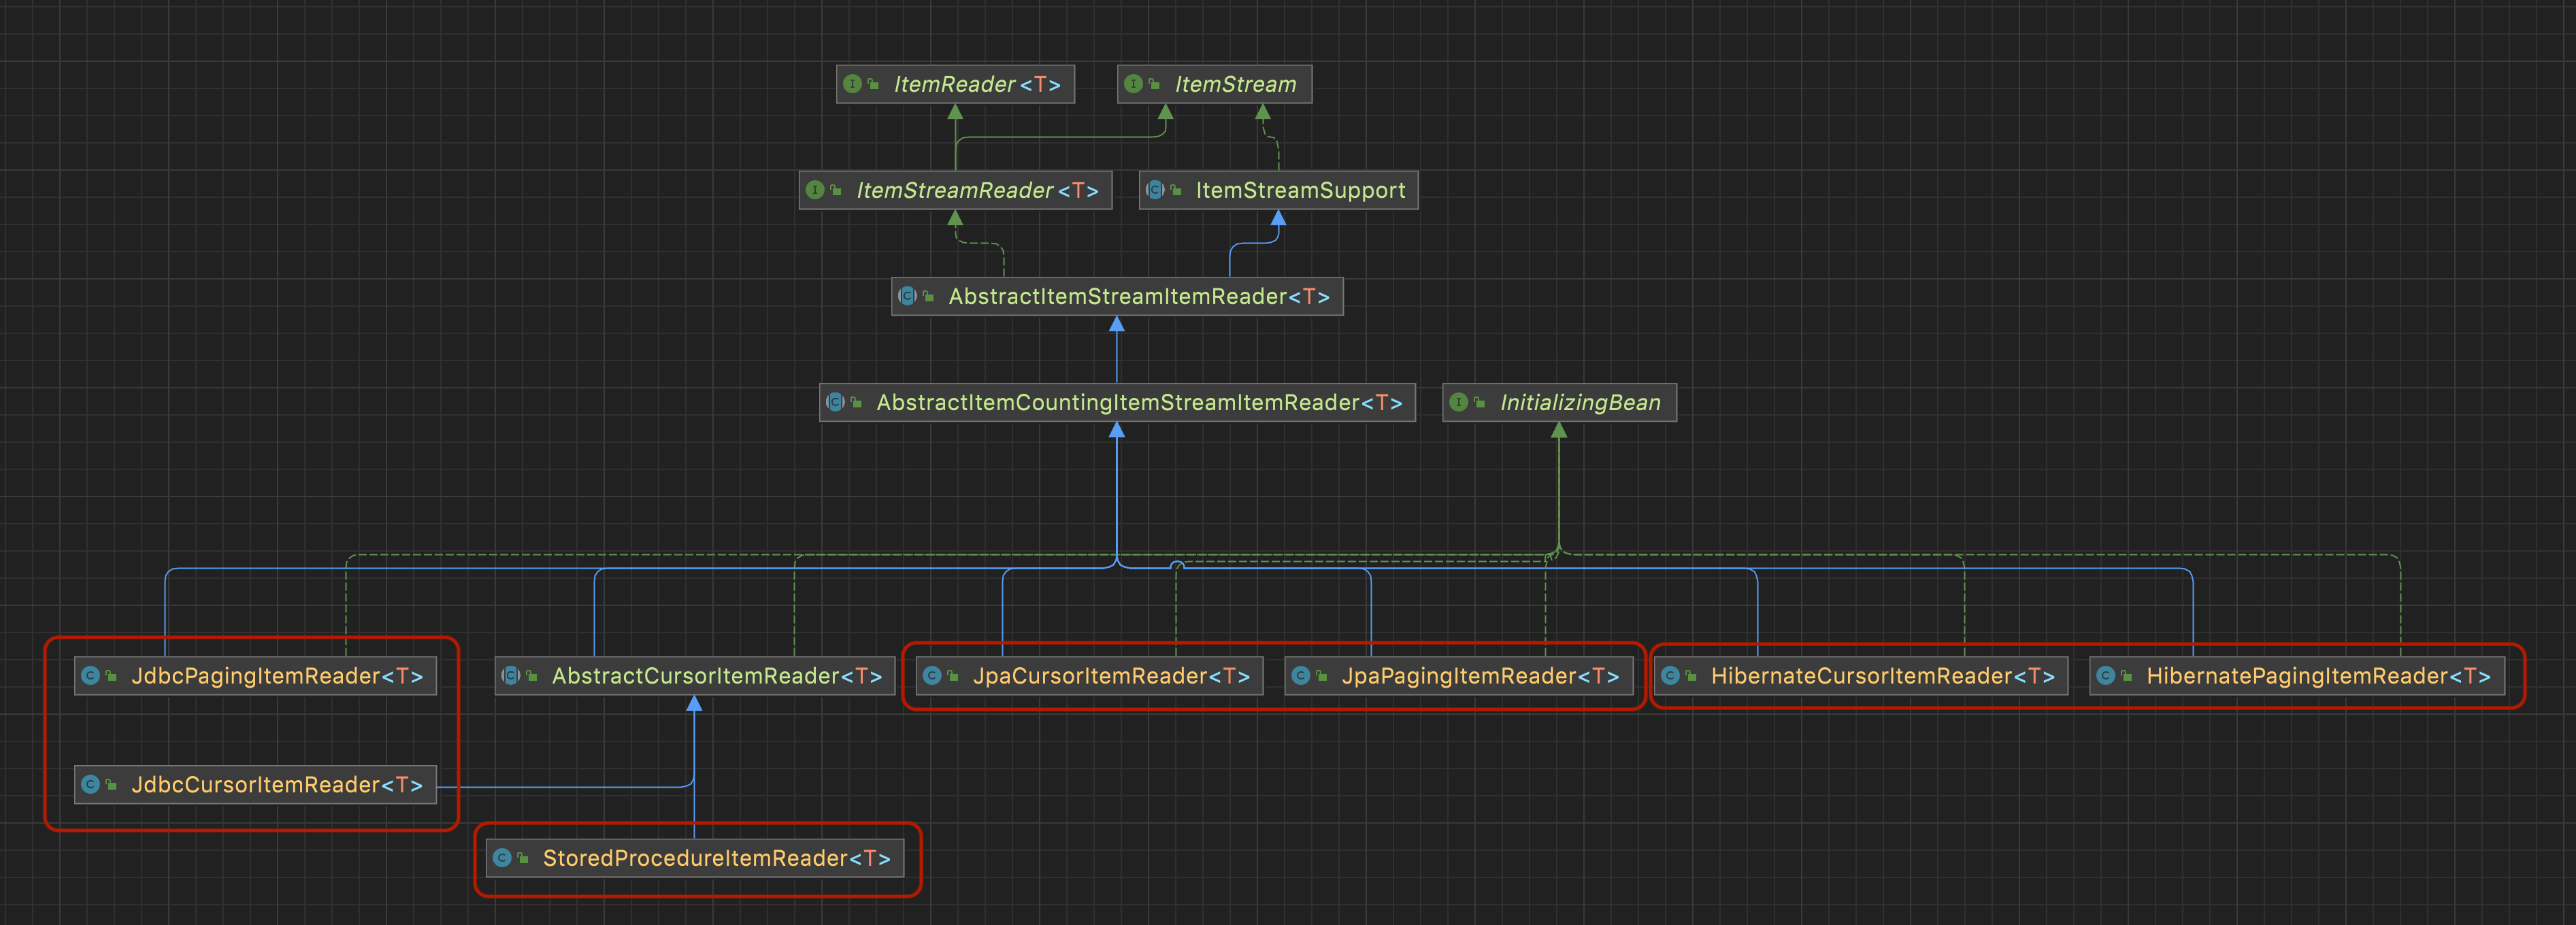 ItemReader<T>
ItemStream
ItemStreamReader<T>
ItemStreamSupport
AbstractItemStreamItemReader<T>
AbstractItemCountingItemStreamItemReader<T>
InitializingBean
JdbcPagingItemReader<T>
AbstractCursorItemReader<T>
JpaCursorItemReader<T>
JpaPagingItemReader<T>
HibernateCursorItemReader<T>
HibernatePagingItemReader<T>
JdbcCursorItemReader<T>
StoredProcedureItemReader<T>